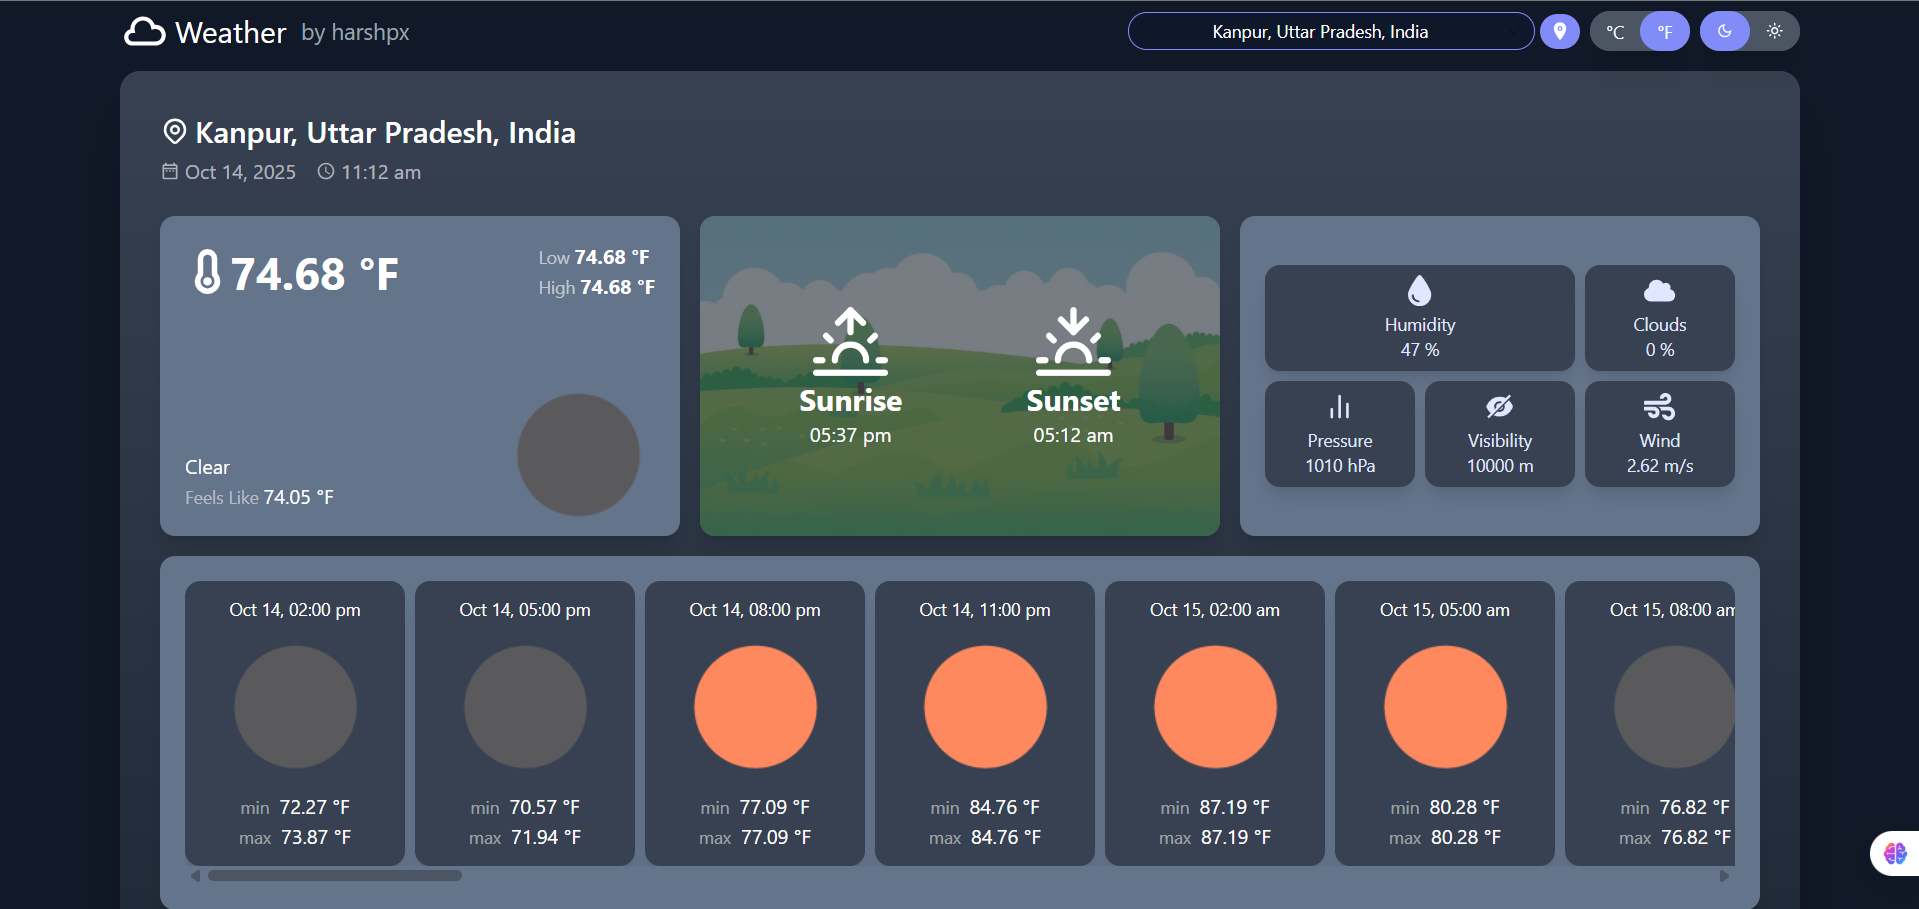 Weather by harshpx
Kanpur, Uttar Pradesh, India
°C °F
Kanpur, Uttar Pradesh, India
Oct 14, 2025 11:12 am
74.68 °F
Low 74.68 °F
High 74.68 °F
Clear
Feels Like 74.05 °F
Sunrise
05:37 pm
Sunset
05:12 am
Humidity
47 %
Clouds
0 %
Pressure
1010 hPa
Visibility
10000 m
Wind
2.62 m/s
Oct 14, 02:00 pm
min 72.27 °F
max 73.87 °F
Oct 14, 05:00 pm
min 70.57 °F
max 71.94 °F
Oct 14, 08:00 pm
min 77.09 °F
max 77.09 °F
Oct 14, 11:00 pm
min 84.76 °F
max 84.76 °F
Oct 15, 02:00 am
min 87.19 °F
max 87.19 °F
Oct 15, 05:00 am
min 80.28 °F
max 80.28 °F
Oct 15, 08:00 am
min 76.82 °F
max 76.82 °F